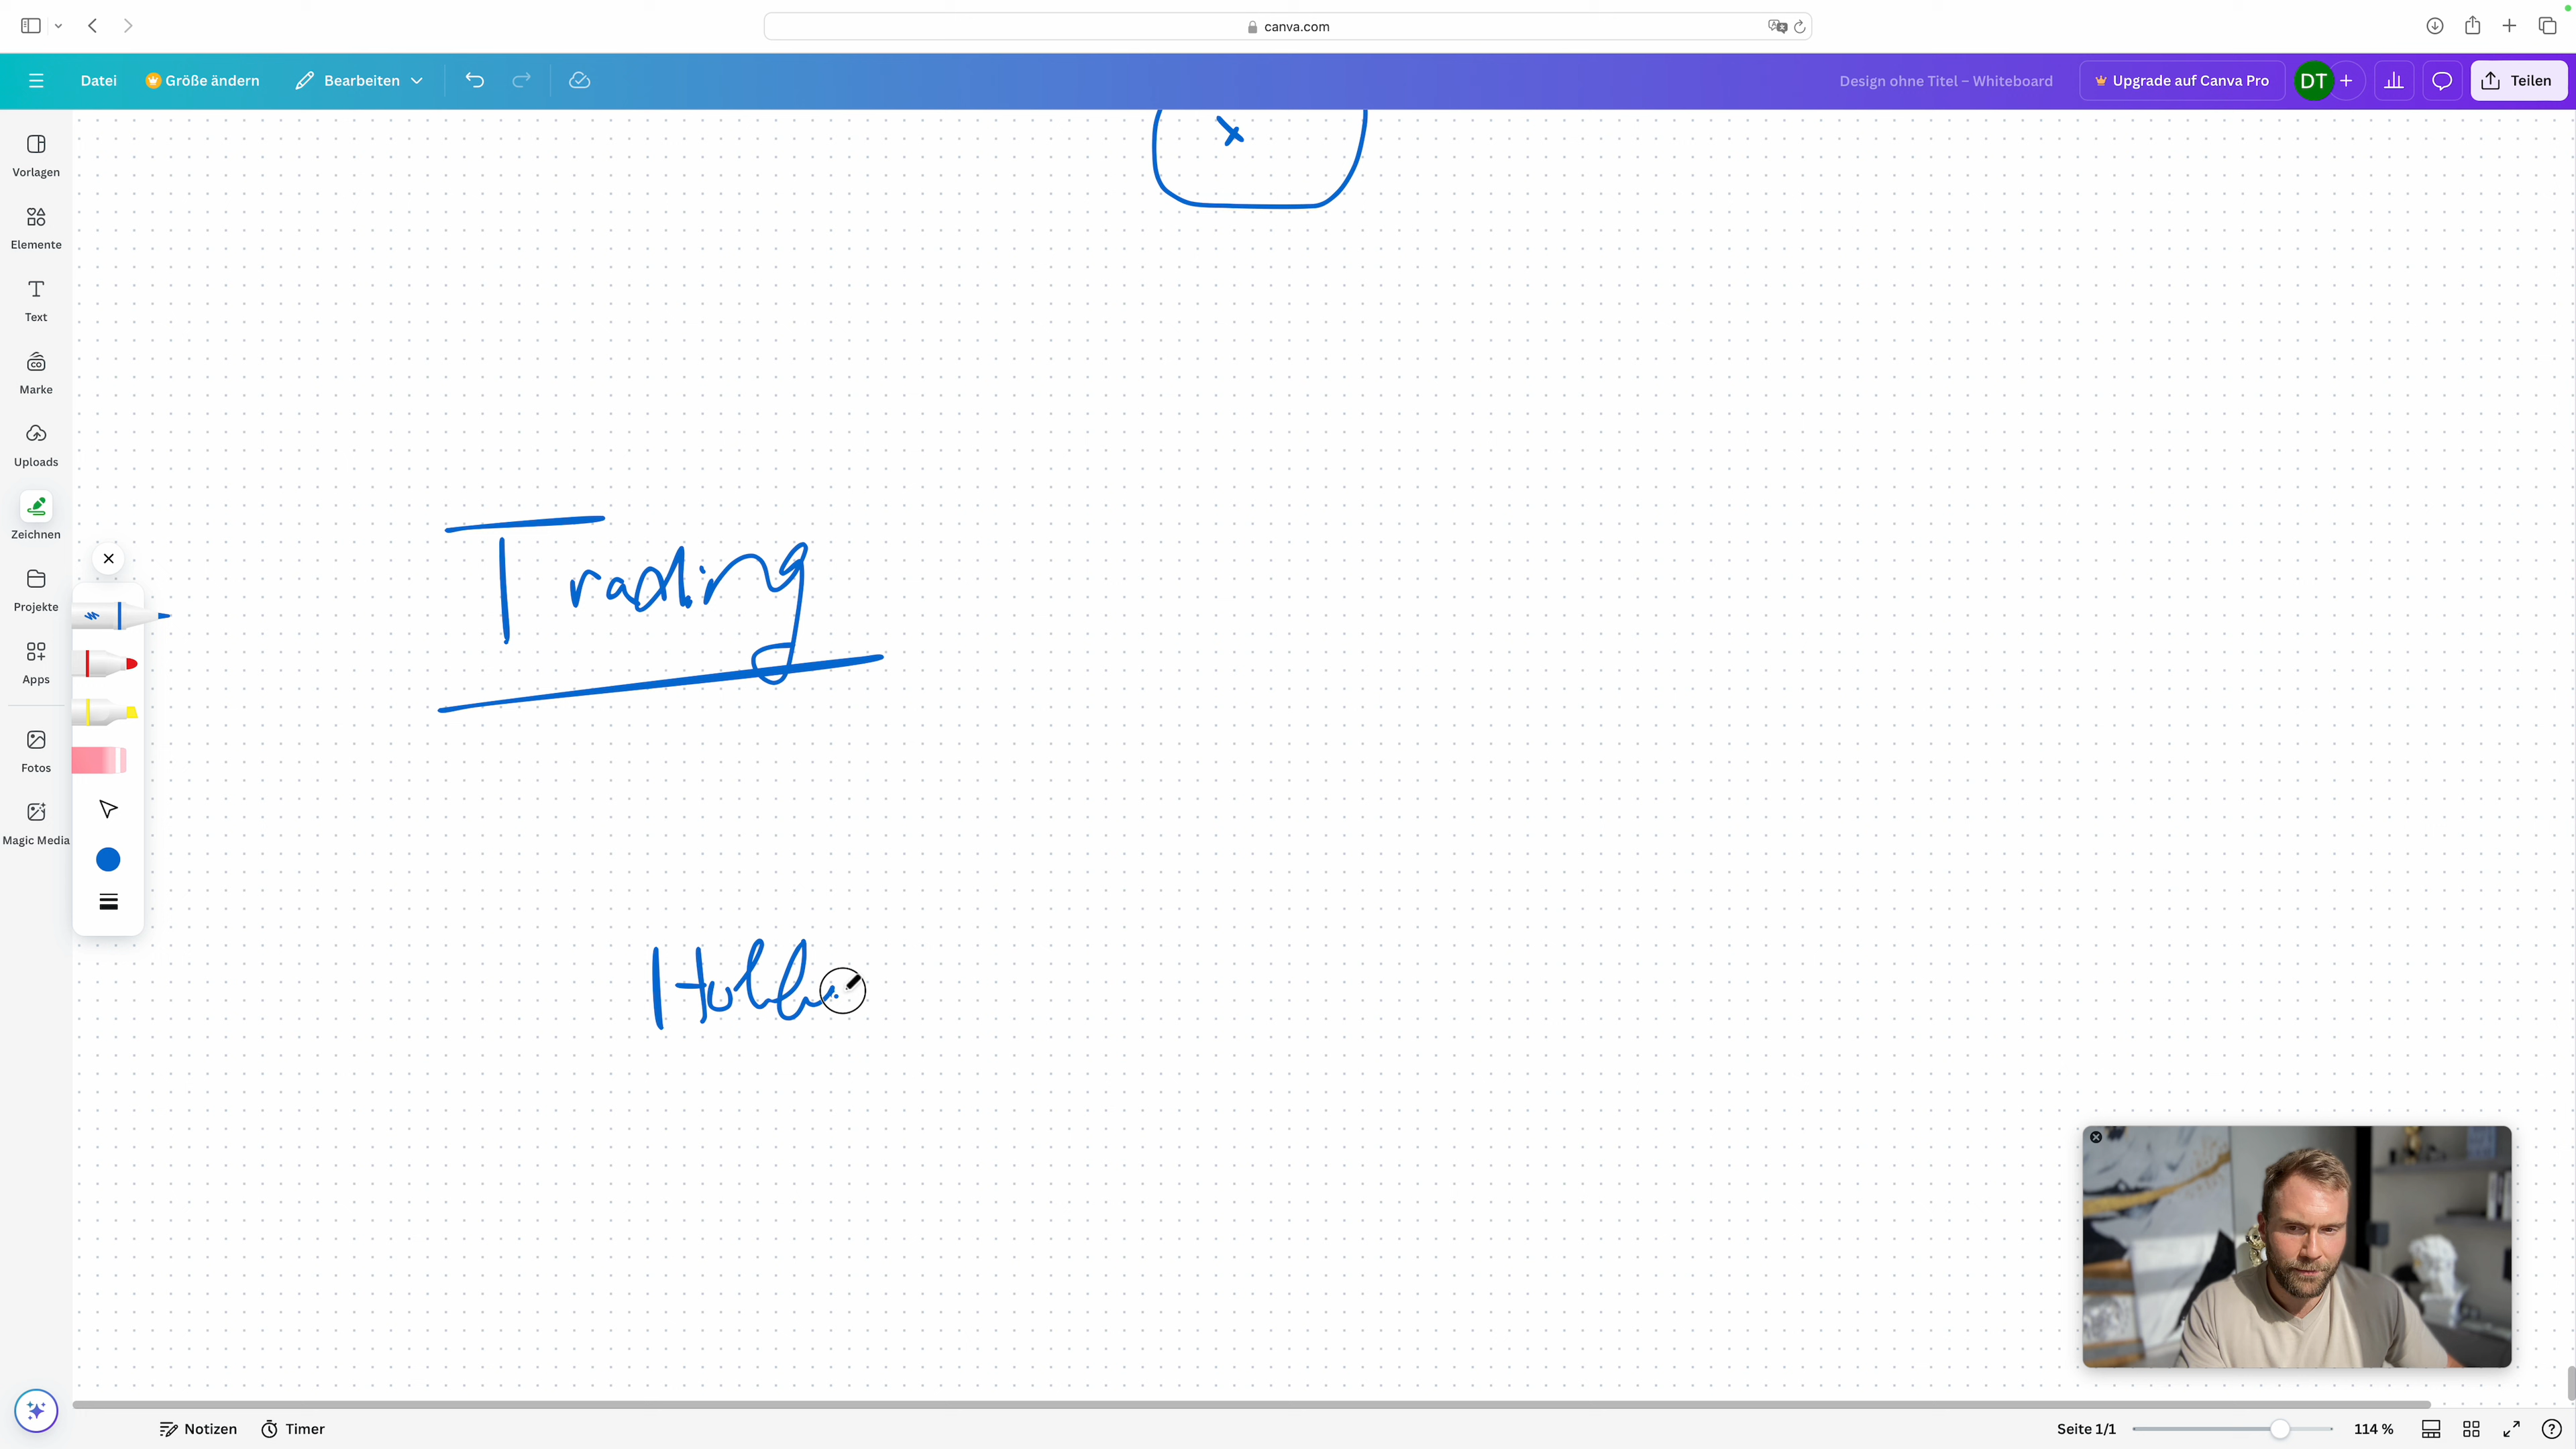 canva.com
Datei Größe ändern Bearbeiten Design ohne Titel – Whiteboard Upgrade auf Canva Pro DT Teilen
Vorlagen
Elemente
Text
CO
Marke
Uploads
Zeichnen
Projekte
Apps
Fotos
Magic Media
Trading
Notizen Timer Seite 1/1 114 %